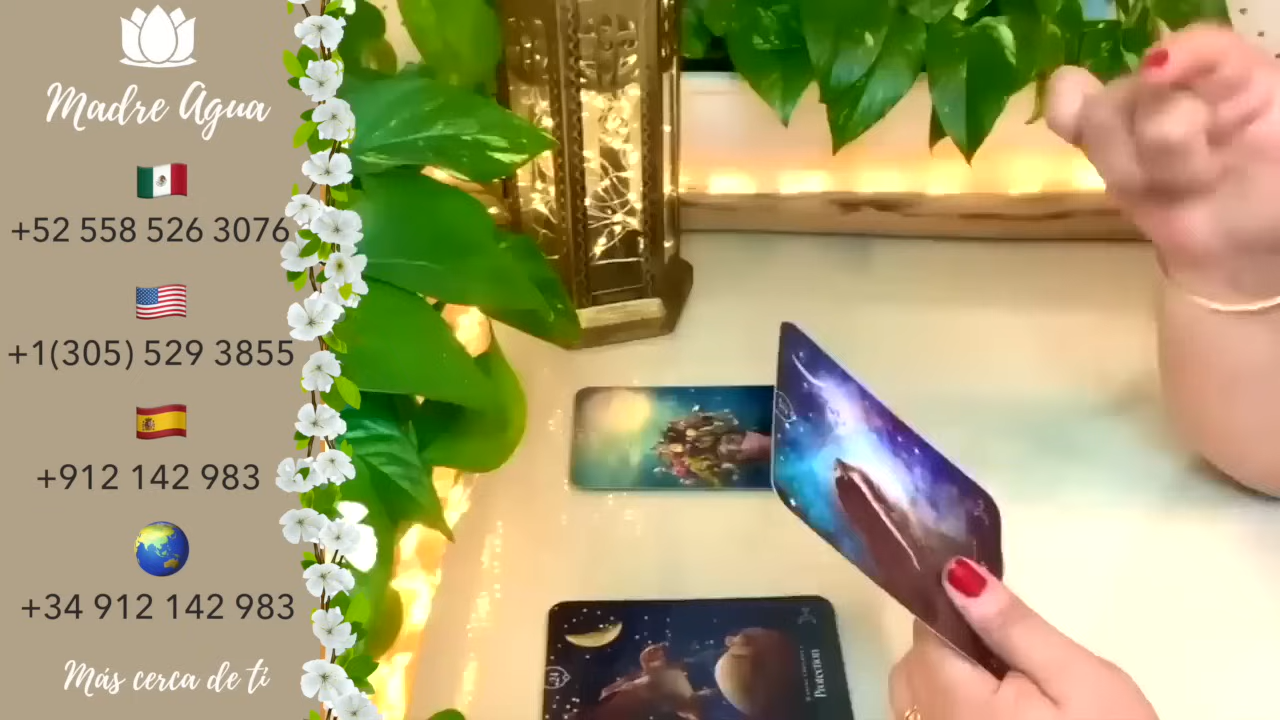 Madre Agua
+52 558 526 3076
+1(305) 529 3855
+912 142 983
+34 912 142 983
Más cerca de ti
Protection